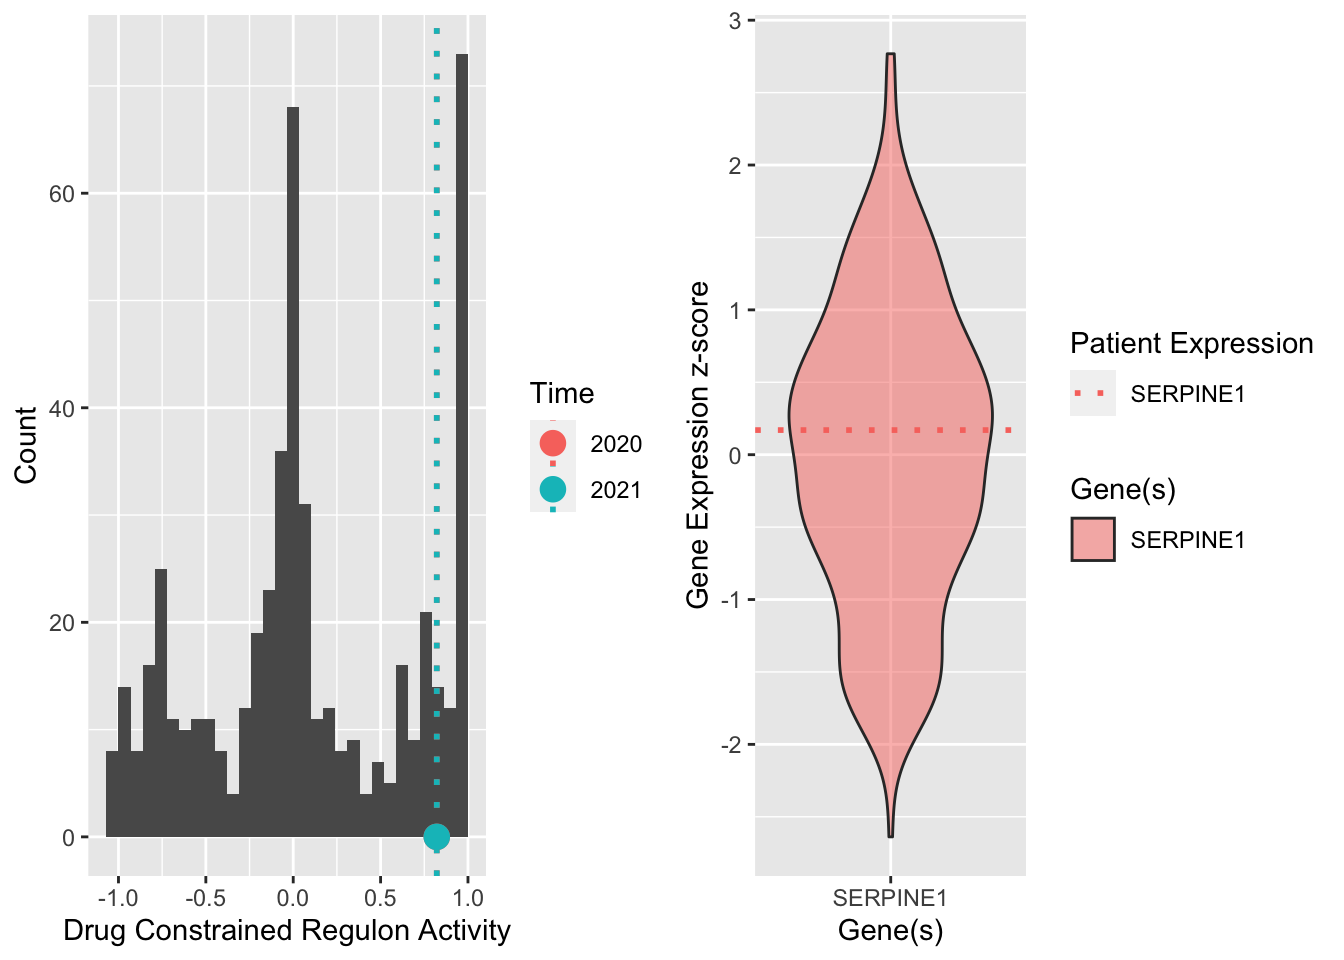 60
40
20
0
Count
-1.0
-0.5
0.0
0.5
1.0
Drug Constrained Regulon Activity
Time
2020
2021
3
2
1
0
-1
-2
Gene Expression z-score
SERPINE1
Gene(s)
Patient Expression
SERPINE1
Gene(s)
SERPINE1